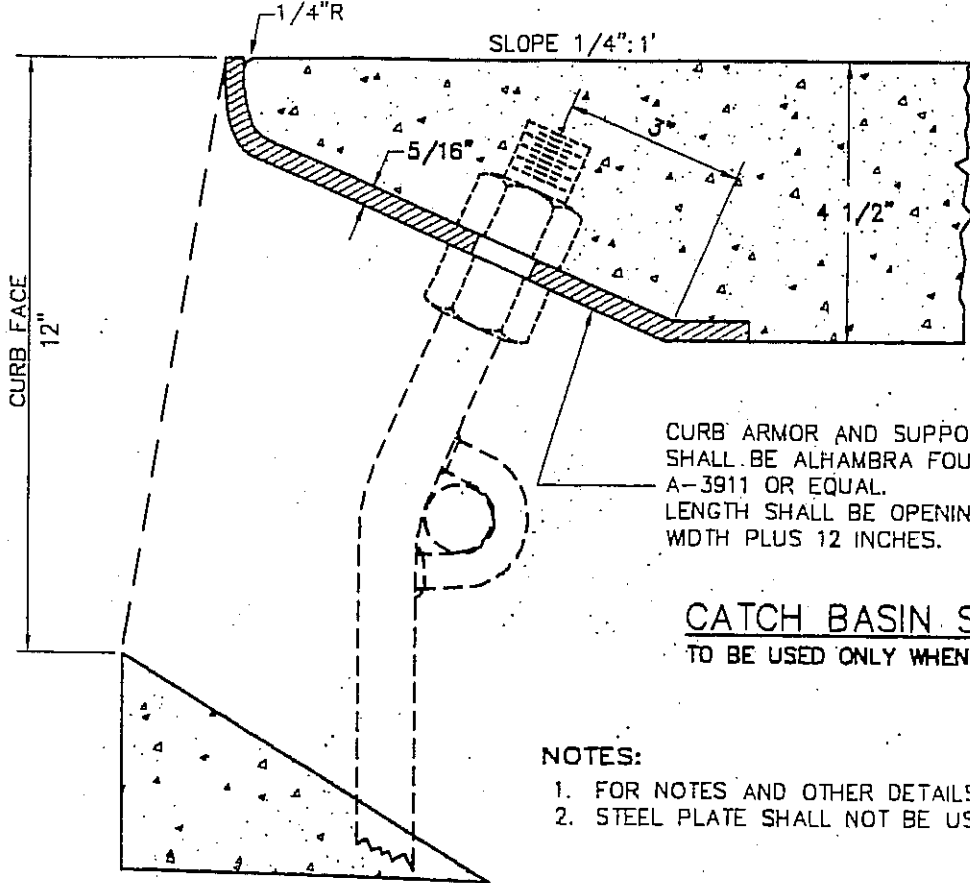 1/4"R
SLOPE 1/4":1'
3"
5/16"
4 1/2"
CURB FACE
12"
CURB ARMOR AND SUPPO
SHALL BE ALHAMBRA FOU
A-3911 OR EQUAL.
LENGTH SHALL BE OPENIN
WIDTH PLUS 12 INCHES.
CATCH BASIN S
TO BE USED ONLY WHEN
NOTES:
1. FOR NOTES AND OTHER DETAILS
2. STEEL PLATE SHALL NOT BE US